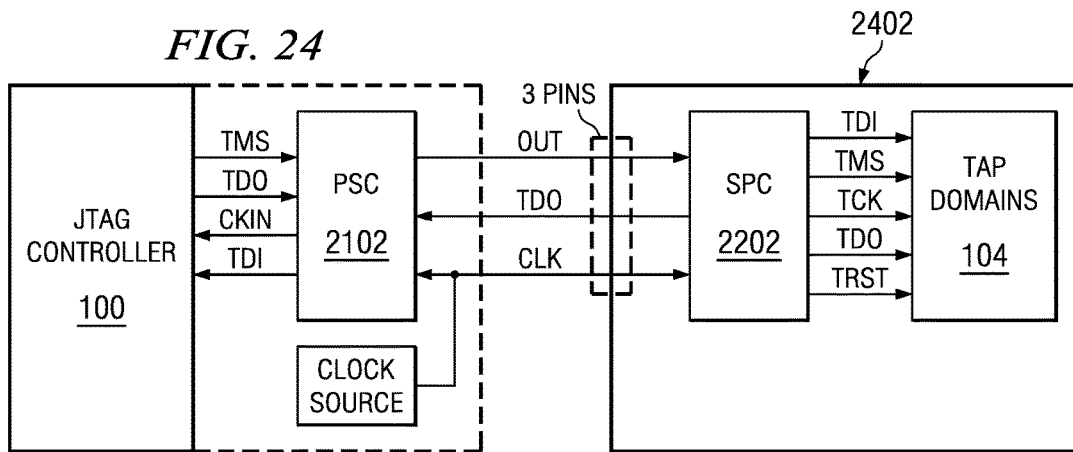 FIG. 24
2402
3 PINS
JTAG
CONTROLLER
100
TMS
TDO
CKIN
TDI
PSC
2102
CLOCK
SOURCE
OUT
TDO
CLK
SPC
2202
TDI
TMS
TCK
TDO
TRST
TAP
DOMAINS
104